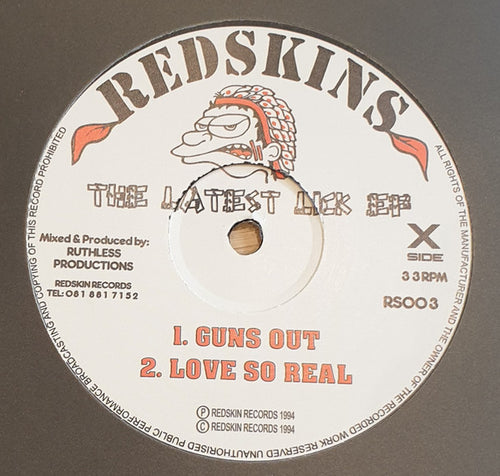 REDSKINS
THE LATEST LICK EP
Mixed & Produced by:
RUTHLESS
PRODUCTIONS
REDSKIN RECORDS
TEL:081 881 7152
X
SIDE
33RPM
RS003
1. GUNS OUT
2. LOVE SO REAL
Ⓟ REDSKIN RECORDS 1994
© REDSKIN RECORDS 1994
ALL RIGHTS OF THE MANUFACTURER AND THE OWNER OF THE RECORDED WORK RESERVED UNAUTHORISED PUBLIC PERFORMANCE BROADCASTING AND COPYING OF THIS RECORD PROHIBITED